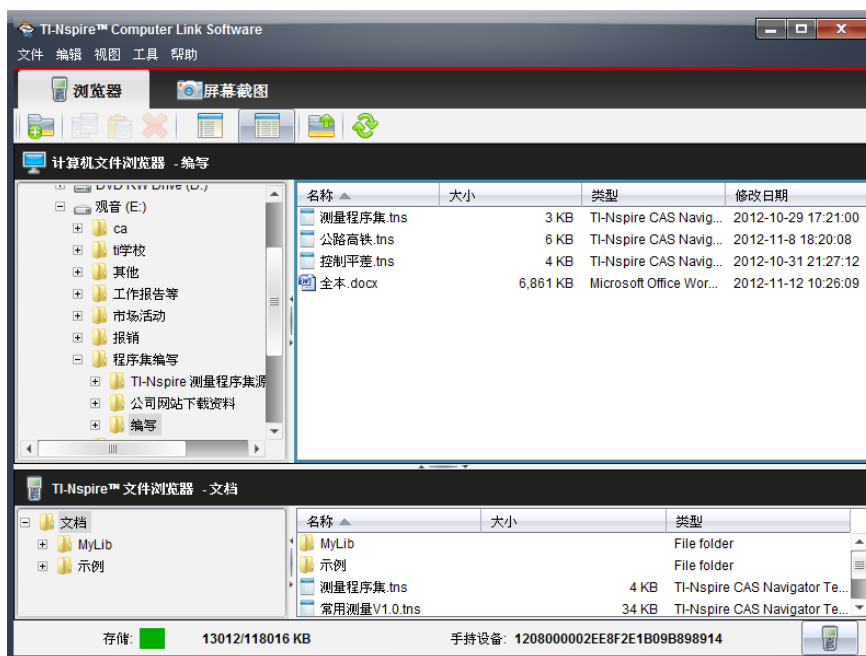 TI-Nspire™ Computer Link Software
文件 编辑 视图 工具 帮助
浏览器 屏幕截图
计算机文件浏览器 - 编写
DVD RW Drive (D:)
观音 (E:)
ca
ti学校
其他
工作报告等
市场活动
报销
程序集编写
TI-Nspire 测量程序集源
公司网站下载资料
编写
名称 大小 类型 修改日期
测量程序集.tns 3 KB TI-Nspire CAS Navig... 2012-10-29 17:21:00
公路高铁.tns 6 KB TI-Nspire CAS Navig... 2012-11-8 18:20:08
控制平差.tns 4 KB TI-Nspire CAS Navig... 2012-10-31 21:27:12
全本.docx 6,861 KB Microsoft Office Wor... 2012-11-12 10:26:09
TI-Nspire™ 文件浏览器 - 文档
文档
MyLib
示例
名称 大小 类型
MyLib File folder
示例 File folder
测量程序集.tns 4 KB TI-Nspire CAS Navigator Te...
常用测量V1.0.tns 34 KB TI-Nspire CAS Navigator Te...
存储: 13012/118016 KB 手持设备: 1208000002EE8F2E1B09B898914